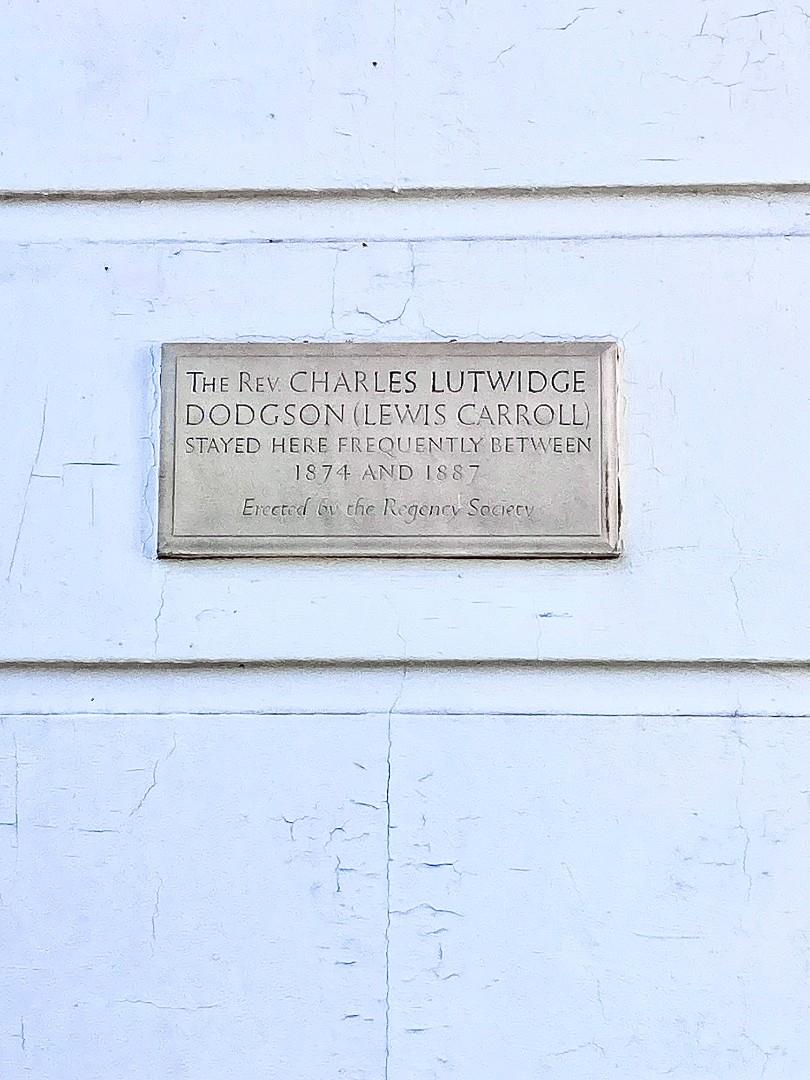 THE REV. CHARLES LUTWIDGE
DODGSON (LEWIS CARROLL)
STAYED HERE FREQUENTLY BETWEEN
1874 AND 1887
Erected by the Regency Society